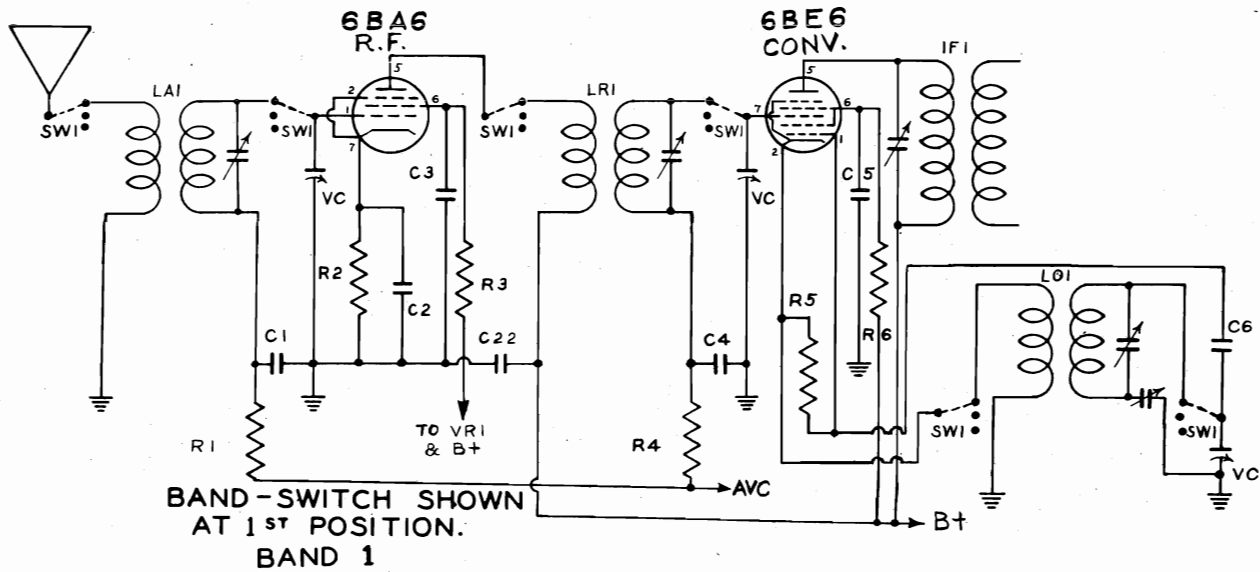 6BA6
R.F.
6BE6
CONV.
IF1
5
5
LA1
2
1
6
7
SW1
SW1
SW1
LR1
SW1
7
6
1
2
VC
C3
VC
C5
R2
C2
R3
R5
R6
LO1
C6
C1
C22
C4
SW1
SW1
VC
R1
TO VR1
& B+
R4
AVC
B+
BAND-SWITCH SHOWN
AT 1ST POSITION.
BAND 1